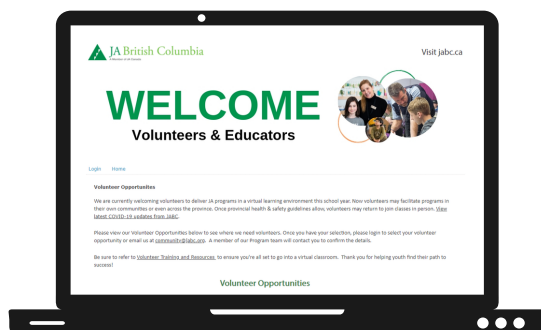 JA British Columbia
Visit jabc.ca
WELCOME
Volunteers & Educators
Login Home
Volunteer Opportunites
We are currently welcoming volunteers to deliver JA programs in a virtual learning environment this school year. Now volunteers may facilitate programs in
their own communities or even across the province. Once provincial health & safety guidelines allow, volunteers may return to join classes in person. View
latest COVID-19 updates from JABC.
Please view our Volunteer Opportunities below to see where we need volunteers. Once you have your selection, please login to select your volunteer
opportunity or email us at community@jabc.org. A member of our Program team will contact you to confirm the details.
Be sure to refer to Volunteer Training and Resources to ensure you're all set to go into a virtual classroom. Thank you for helping youth find their path to
success!
Volunteer Opportunities